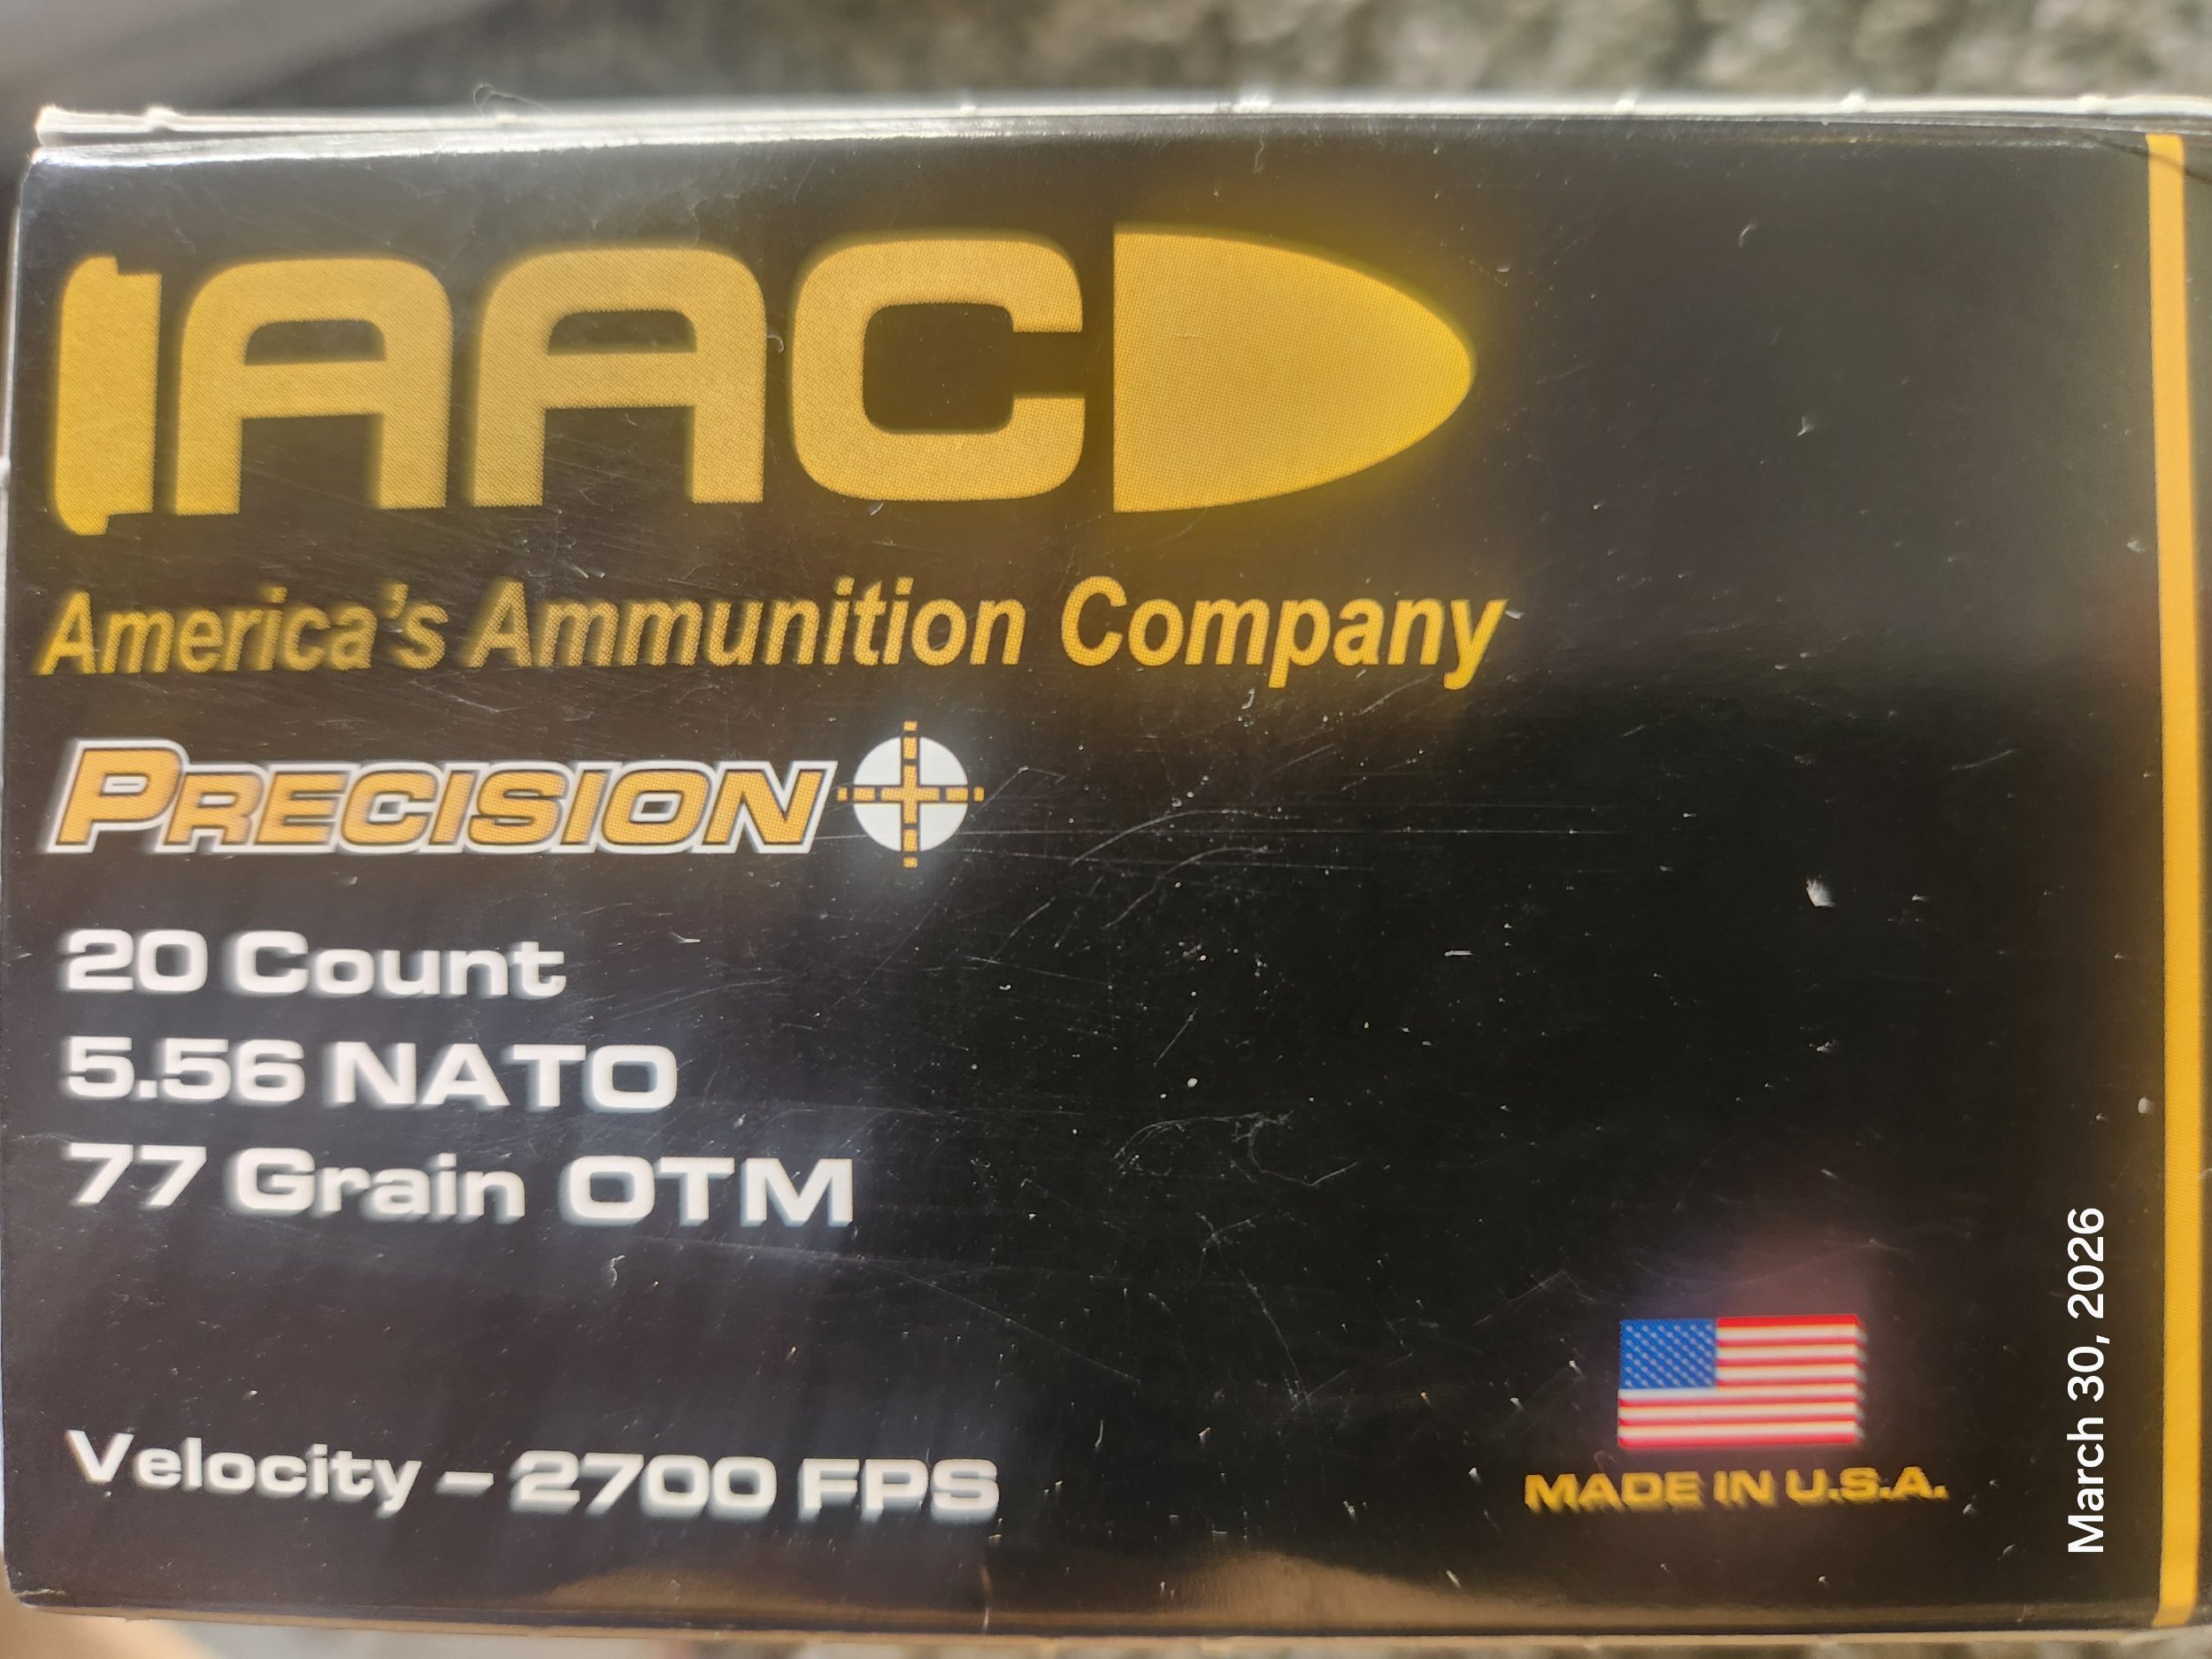 AAC
America's Ammunition Company
PRECISION
20 Count
5.56 NATO
77 Grain OTM
Velocity – 2700 FPS
MADE IN U.S.A.
March 30, 2026